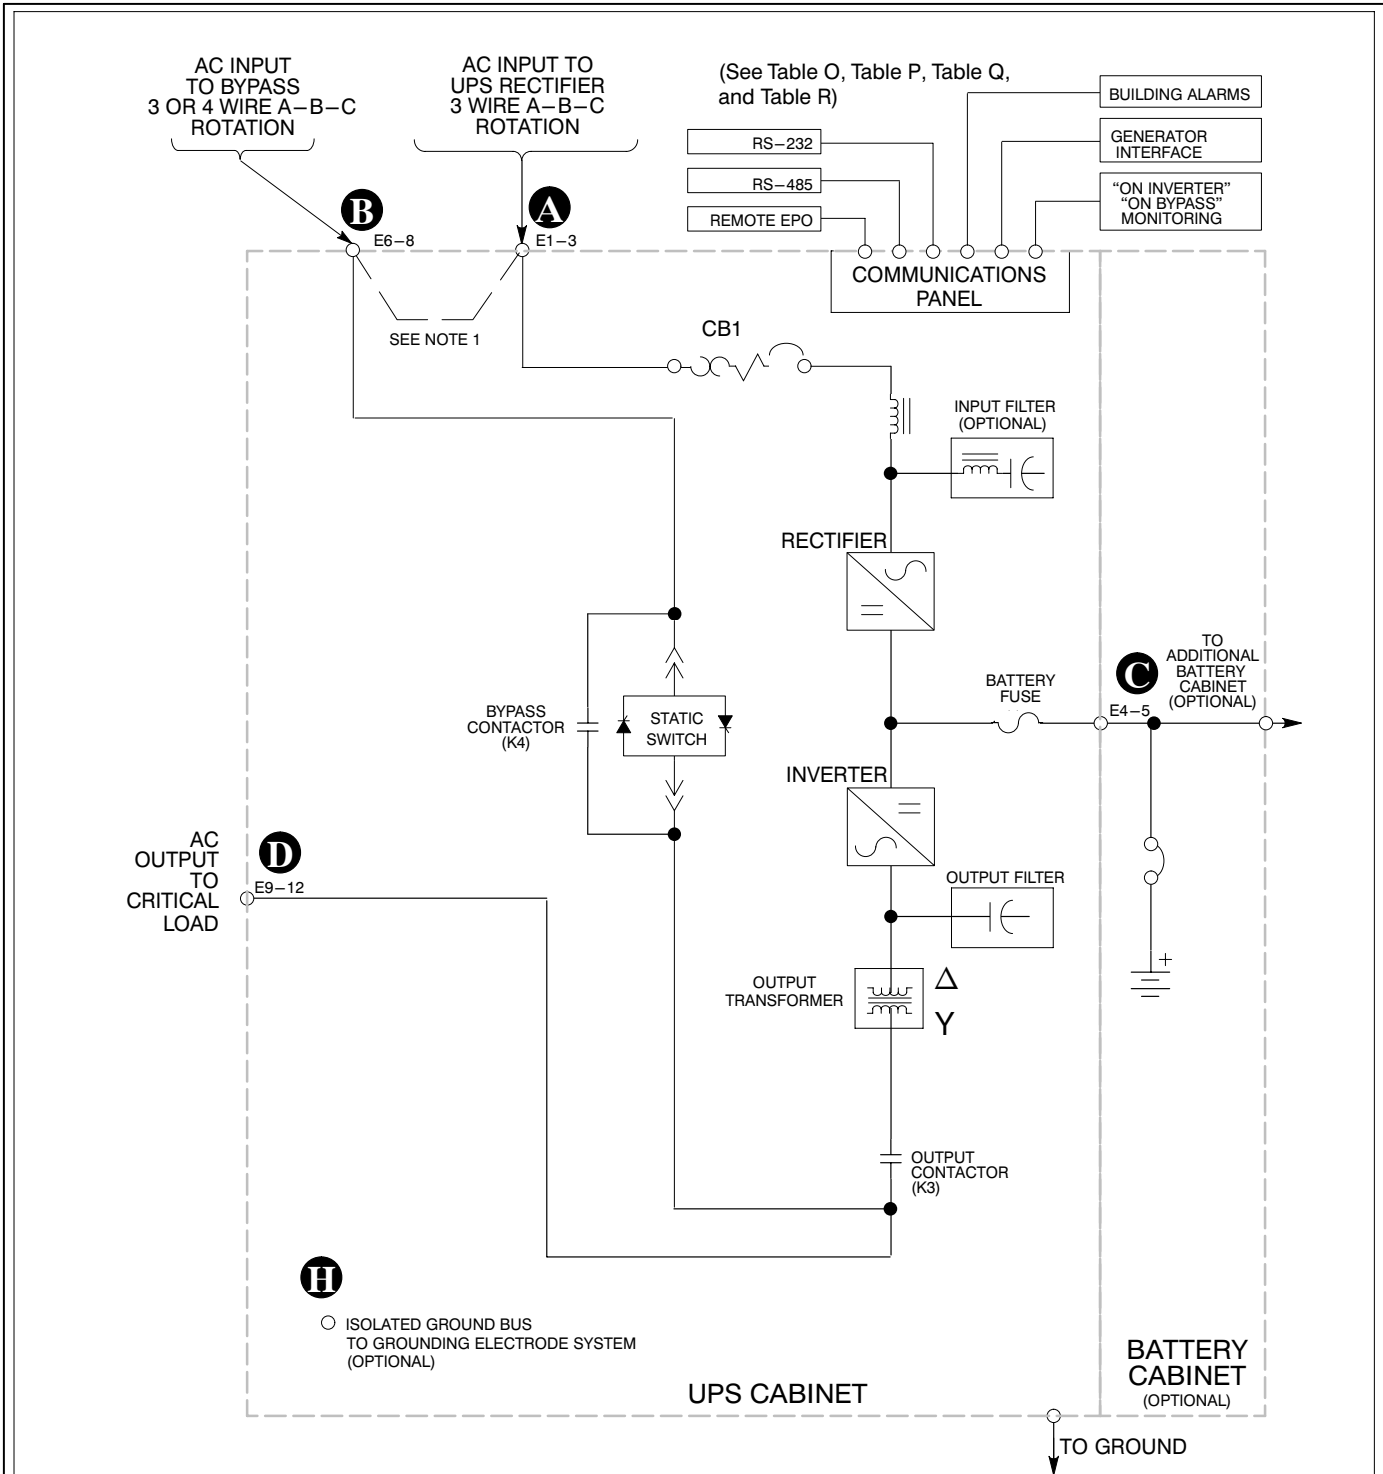 AC INPUT
TO BYPASS
3 OR 4 WIRE A–B–C
ROTATION
AC INPUT TO
UPS RECTIFIER
3 WIRE A–B–C
ROTATION
(See Table O, Table P, Table Q,
and Table R)
RS–232
RS–485
REMOTE EPO
BUILDING ALARMS
GENERATOR
INTERFACE
“ON INVERTER”
“ON BYPASS”
MONITORING
B
E6–8
A
E1–3
COMMUNICATIONS
PANEL
SEE NOTE 1
CB1
INPUT FILTER
(OPTIONAL)
RECTIFIER
BATTERY
FUSE
C
E4–5
TO
ADDITIONAL
BATTERY
CABINET
(OPTIONAL)
BYPASS
CONTACTOR
(K4)
STATIC
SWITCH
INVERTER
AC
OUTPUT
TO
CRITICAL
LOAD
D
E9–12
OUTPUT FILTER
OUTPUT
TRANSFORMER
Δ
Y
+
OUTPUT
CONTACTOR
(K3)
H
ISOLATED GROUND BUS
TO GROUNDING ELECTRODE SYSTEM
(OPTIONAL)
UPS CABINET
BATTERY
CABINET
(OPTIONAL)
TO GROUND